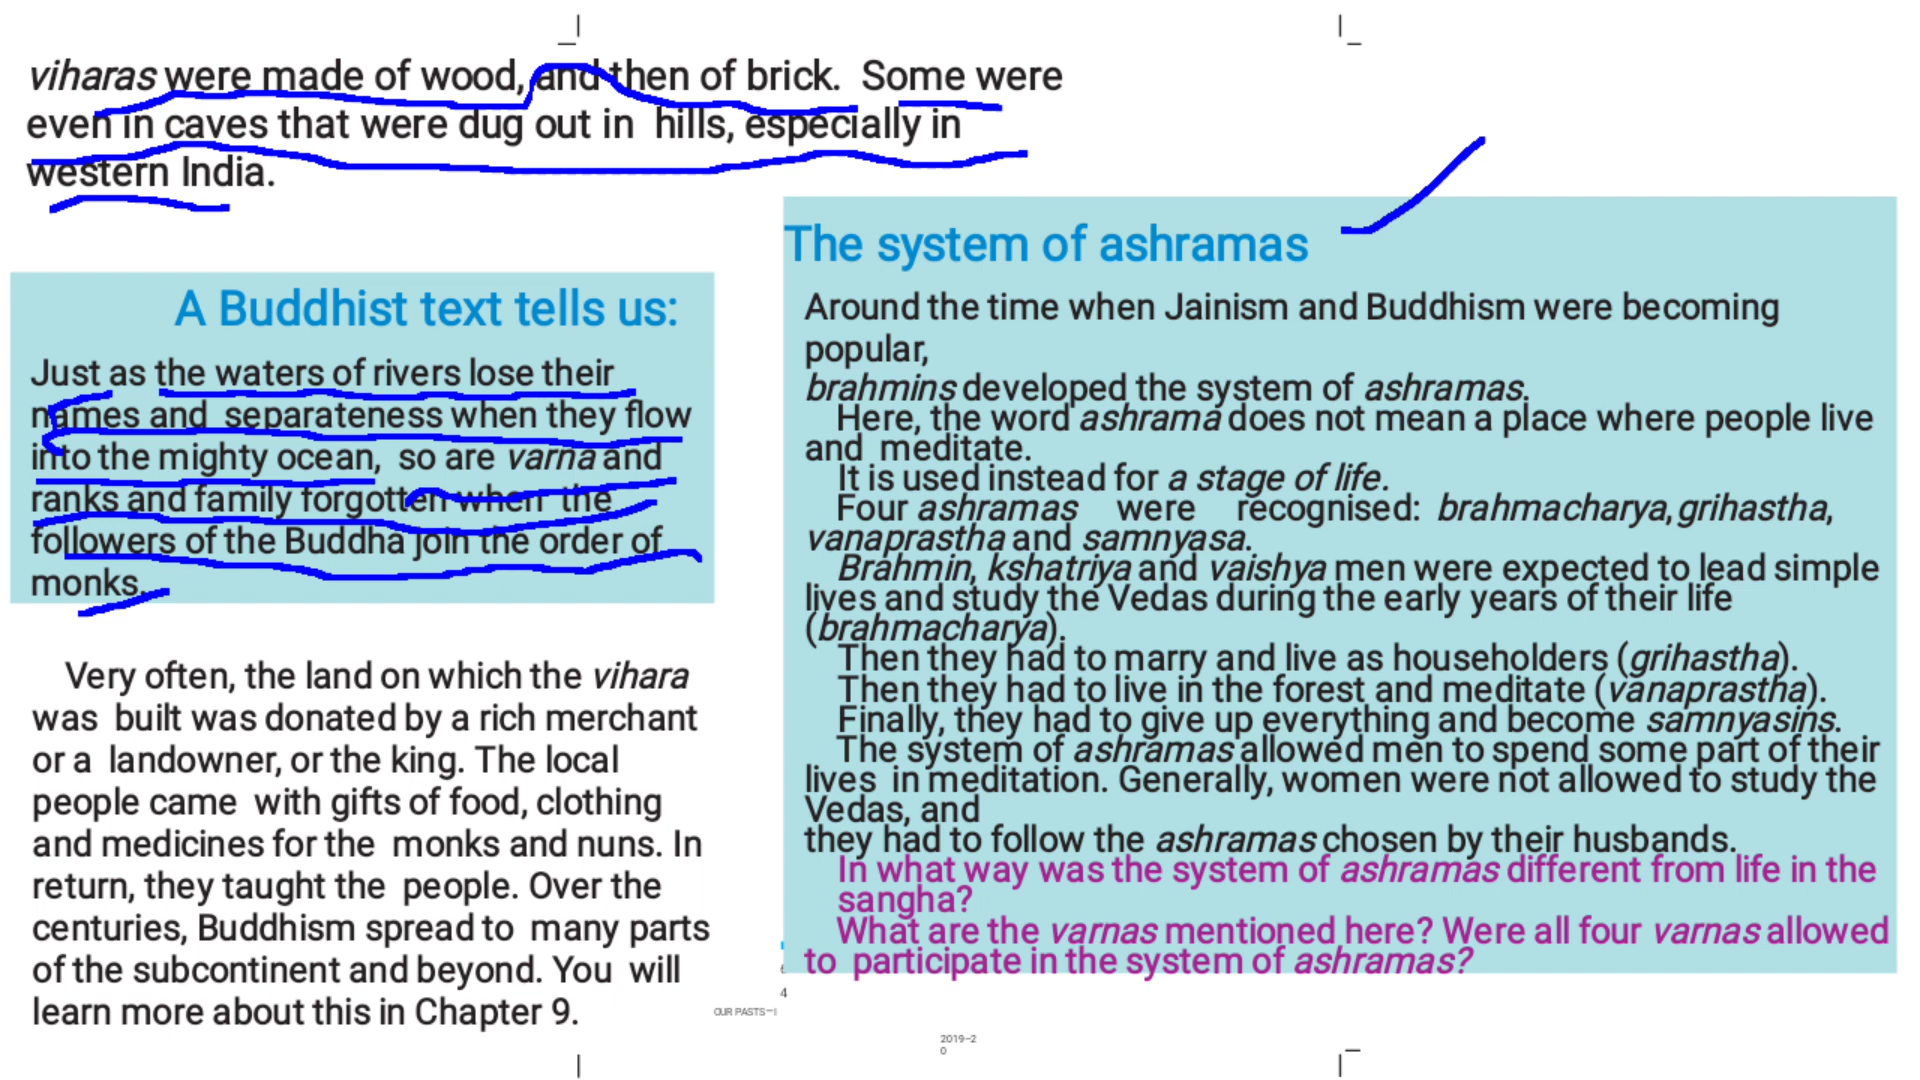 viharas were made of wood, and then of brick. Some were
even in caves that were dug out in hills, especially in
western India.
A Buddhist text tells us:
Just as the waters of rivers lose their
names and separateness when they flow
into the mighty ocean, so are varna and
ranks and family forgotten when the
followers of the Buddha join the order of
monks.
Very often, the land on which the vihara
was built was donated by a rich merchant
or a landowner, or the king. The local
people came with gifts of food, clothing
and medicines for the monks and nuns. In
return, they taught the people. Over the
centuries, Buddhism spread to many parts
of the subcontinent and beyond. You will
learn more about this in Chapter 9.
The system of ashramas
Around the time when Jainism and Buddhism were becoming
popular,
brahmins developed the system of ashramas.
Here, the word ashrama does not mean a place where people live
and meditate.
It is used instead for a stage of life.
Four ashramas were recognised: brahmacharya, grihastha,
vanaprastha and samnyasa.
Brahmin, kshatriya and vaishya men were expected to lead simple
lives and study the Vedas during the early years of their life
(brahmacharya).
Then they had to marry and live as householders (grihastha).
Then they had to live in the forest and meditate (vanaprastha).
Finally, they had to give up everything and become samnyasins.
The system of ashramas allowed men to spend some part of their
lives in meditation. Generally, women were not allowed to study the
Vedas, and
they had to follow the ashramas chosen by their husbands.
In what way was the system of ashramas different from life in the
sangha?
What are the varnas mentioned here? Were all four varnas allowed
to participate in the system of ashramas?
4
OUR PASTS–I
2019–2
0